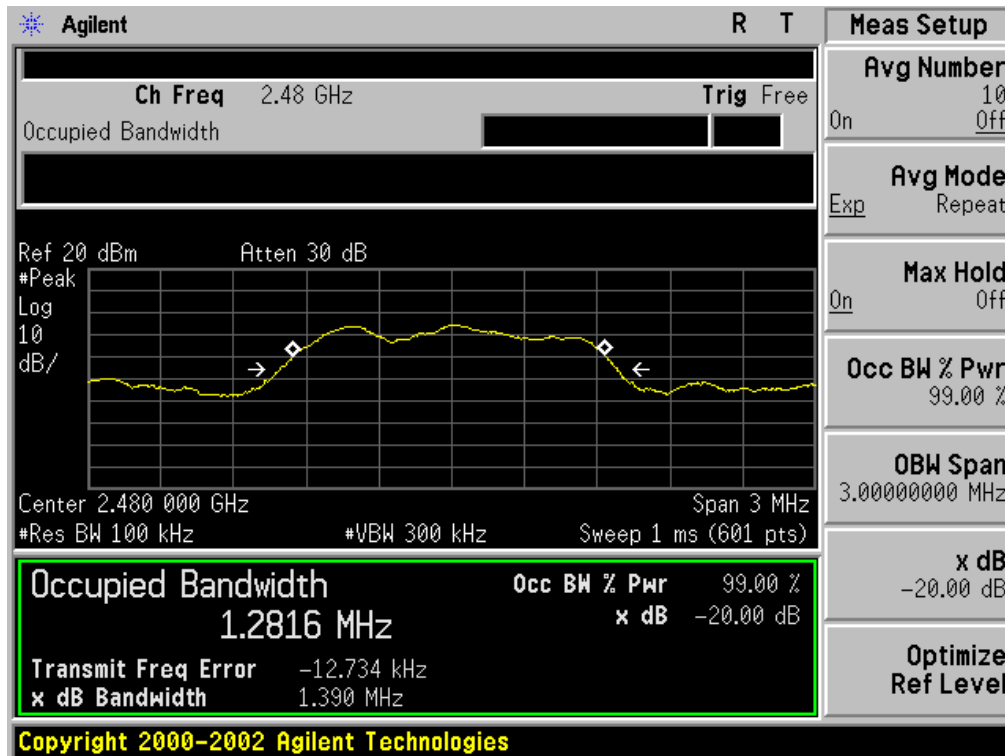 Agilent R T
Ch Freq 2.48 GHz Trig Free
Occupied Bandwidth
Ref 20 dBm Atten 30 dB
#Peak
Log
10
dB/
Center 2.480 000 GHz Span 3 MHz
#Res BW 100 kHz #VBW 300 kHz Sweep 1 ms (601 pts)
Occupied Bandwidth Occ BW % Pwr 99.00 %
1.2816 MHz x dB -20.00 dB
Transmit Freq Error -12.734 kHz
x dB Bandwidth 1.390 MHz
Copyright 2000-2002 Agilent Technologies
Meas Setup
Avg Number
10
On Off
Avg Mode
Exp Repeat
Max Hold
On Off
Occ BW % Pwr
99.00 %
OBW Span
3.00000000 MHz
x dB
-20.00 dB
Optimize
Ref Level